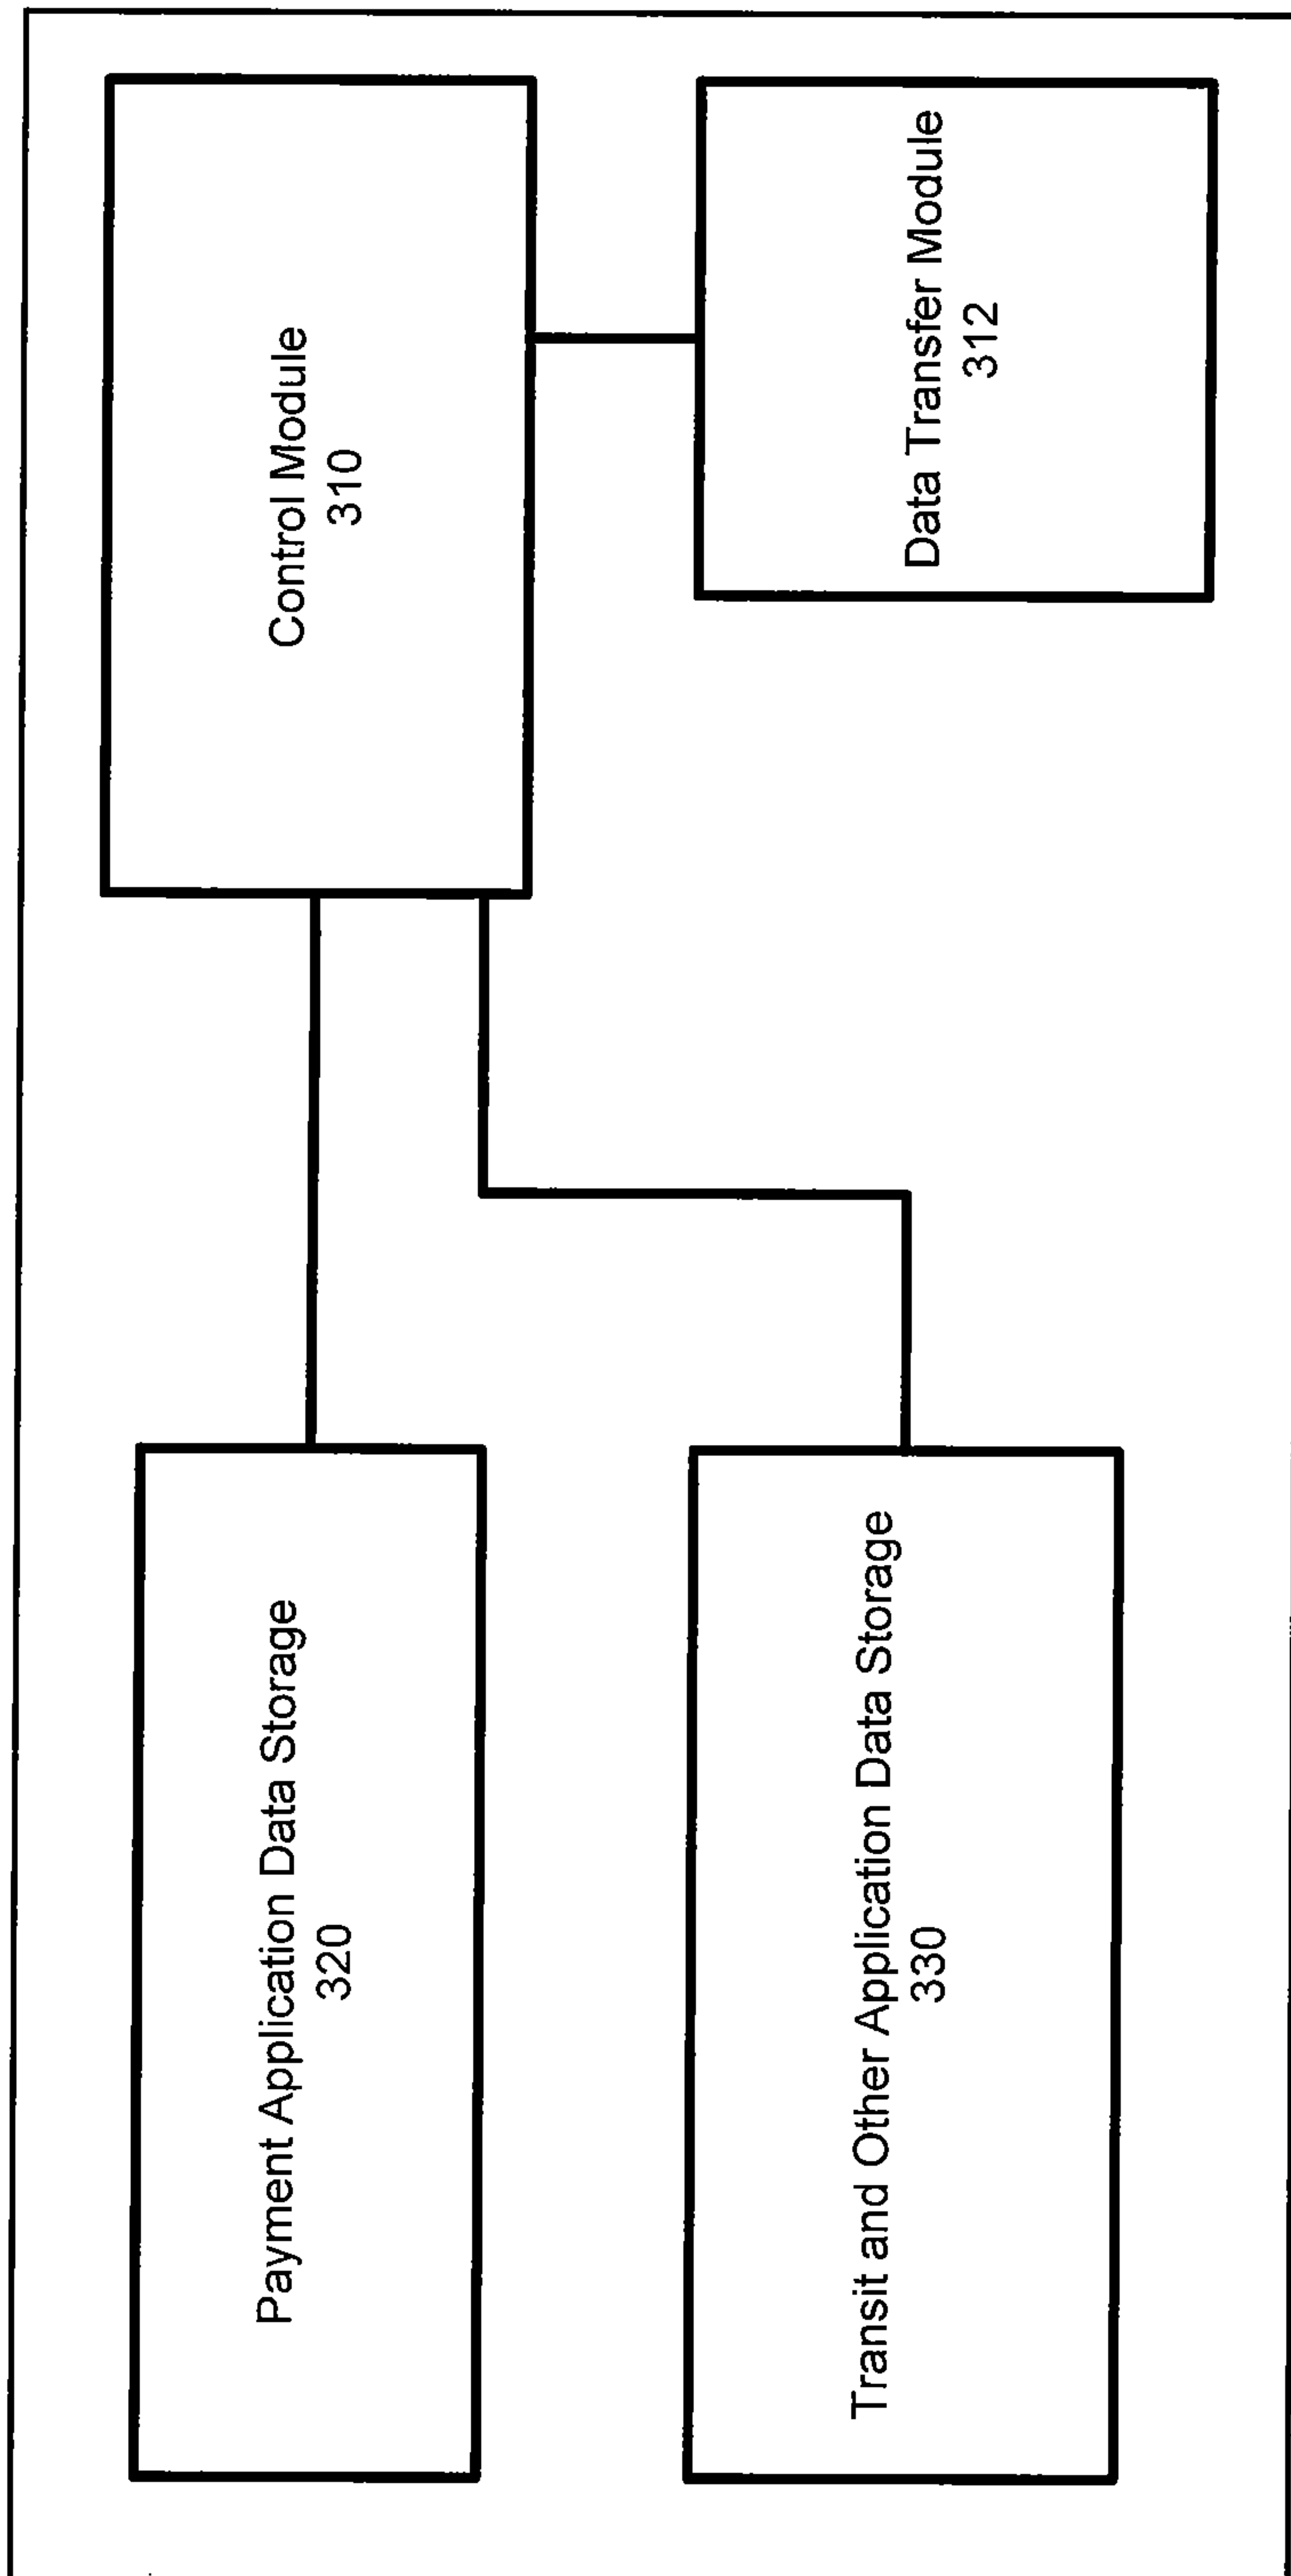 Payment Application Data Storage
320
Control Module
310
Transit and Other Application Data Storage
330
Data Transfer Module
312